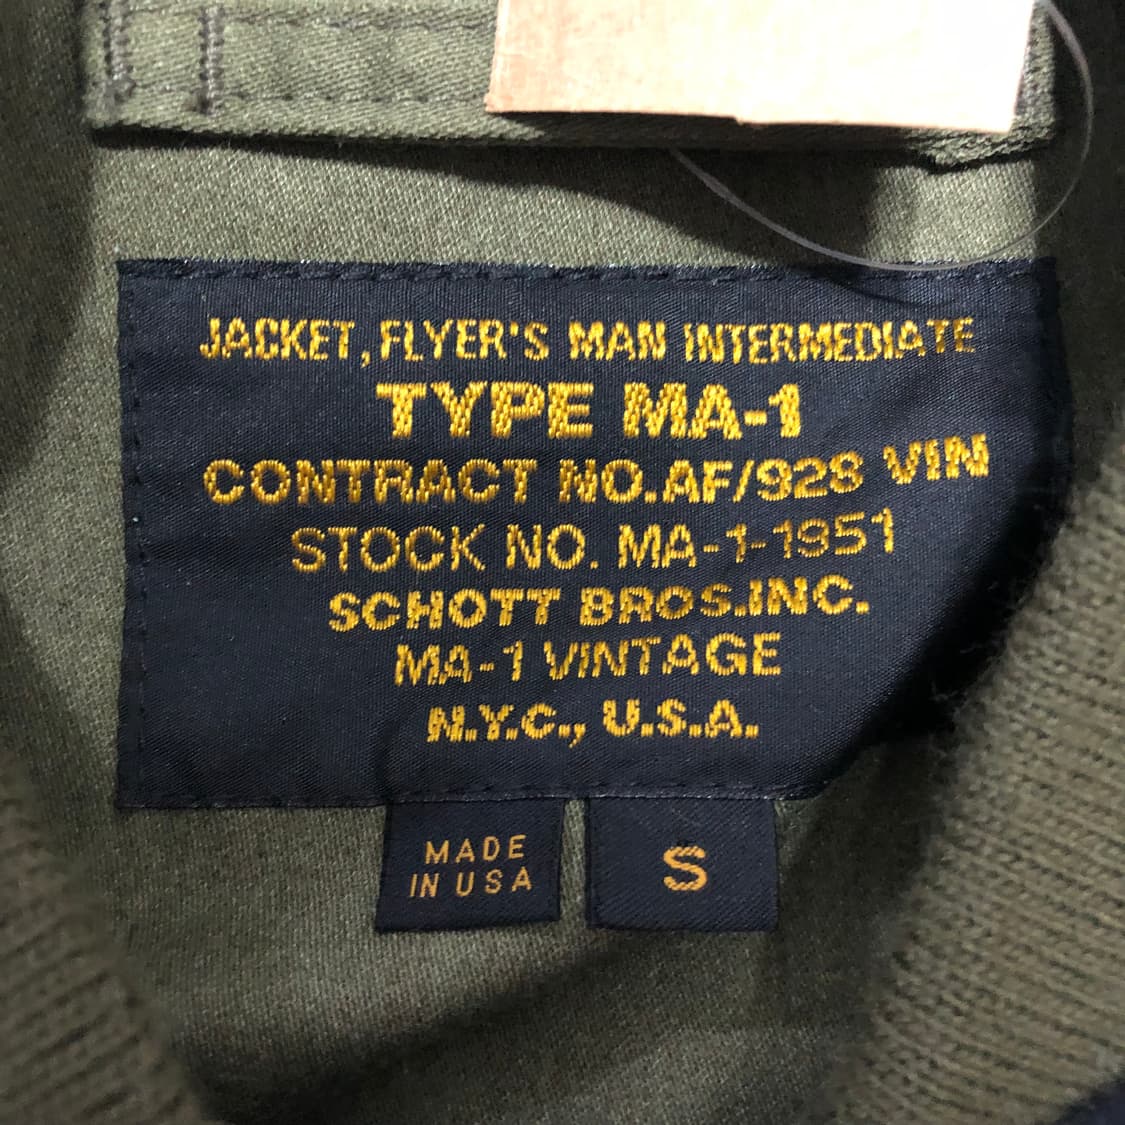 JACKET, FLYER'S MAN INTERMEDIATE
TYPE MA-1
CONTRACT NO.AF/928 VIN
STOCK NO. MA-1-1951
SCHOTT BROS.INC.
MA-1 VINTAGE
N.Y.C., U.S.A.
MADE
IN USA
S